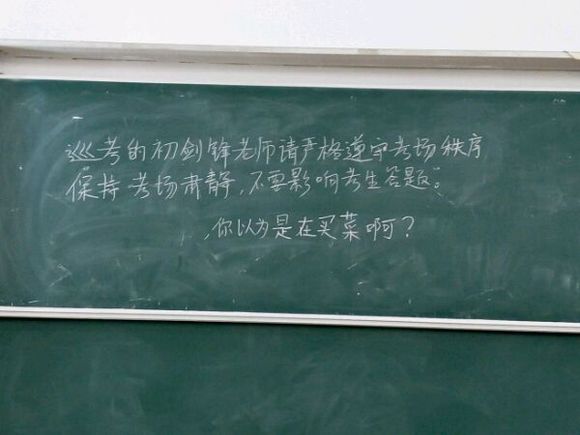 巡考的初剑锋老师请严格遵守考场秩序
“保持考场肃静，不要影响考生答题”。
，你以为是在买菜啊？